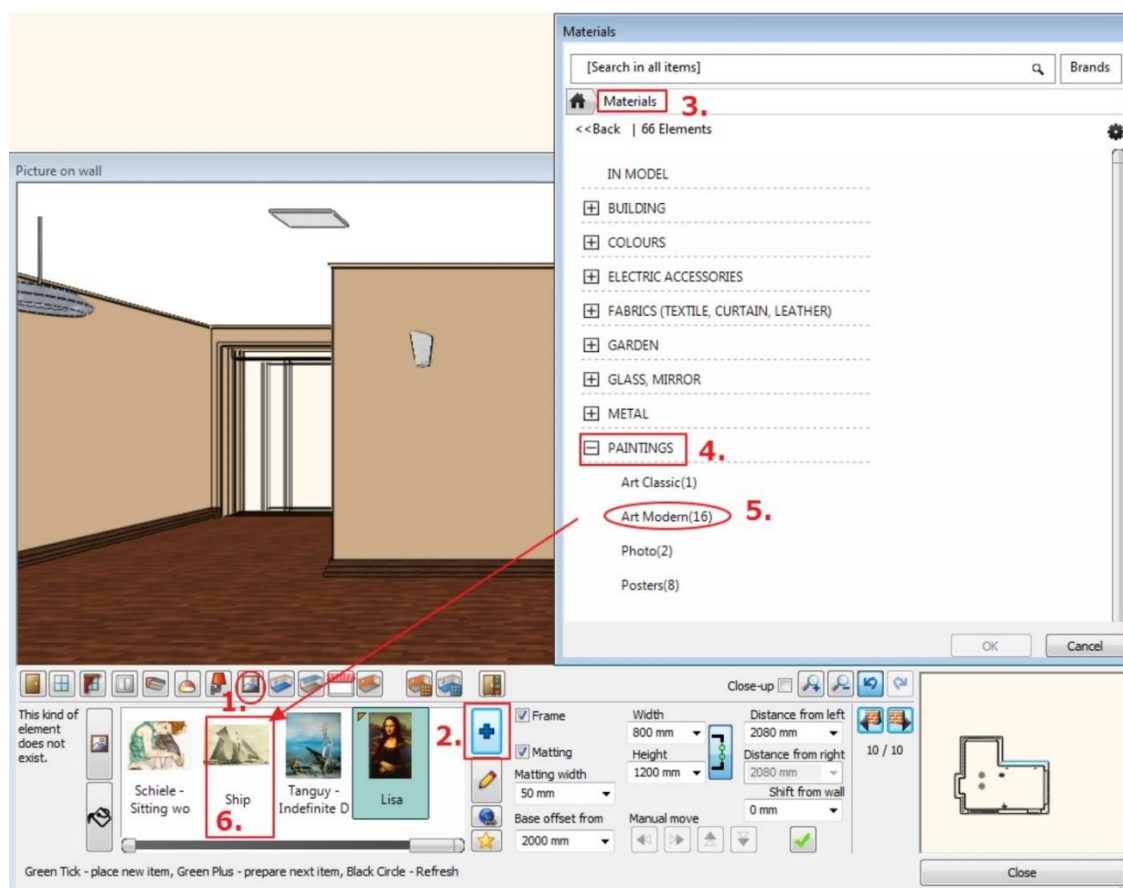 Materials
[Search in all items]
Brands
Materials
3.
<<Back | 66 Elements
IN MODEL
BUILDING
COLOURS
ELECTRIC ACCESSORIES
FABRICS (TEXTILE, CURTAIN, LEATHER)
GARDEN
GLASS, MIRROR
METAL
PAINTINGS
4.
Art Classic(1)
Art Modern(16)
5.
Photo(2)
Posters(8)
OK
Cancel
Picture on wall
1.
Close-up
This kind of
element
does not
exist.
Schiele -
Sitting wo
Ship
6.
Tanguy -
Indefinite D
Lisa
2.
Frame
Matting
Matting width
50 mm
Base offset from
2000 mm
Width
800 mm
Height
1200 mm
Manual move
Distance from left
2080 mm
Distance from right
2080 mm
Shift from wall
0 mm
10 / 10
Green Tick - place new item, Green Plus - prepare next item, Black Circle - Refresh
Close